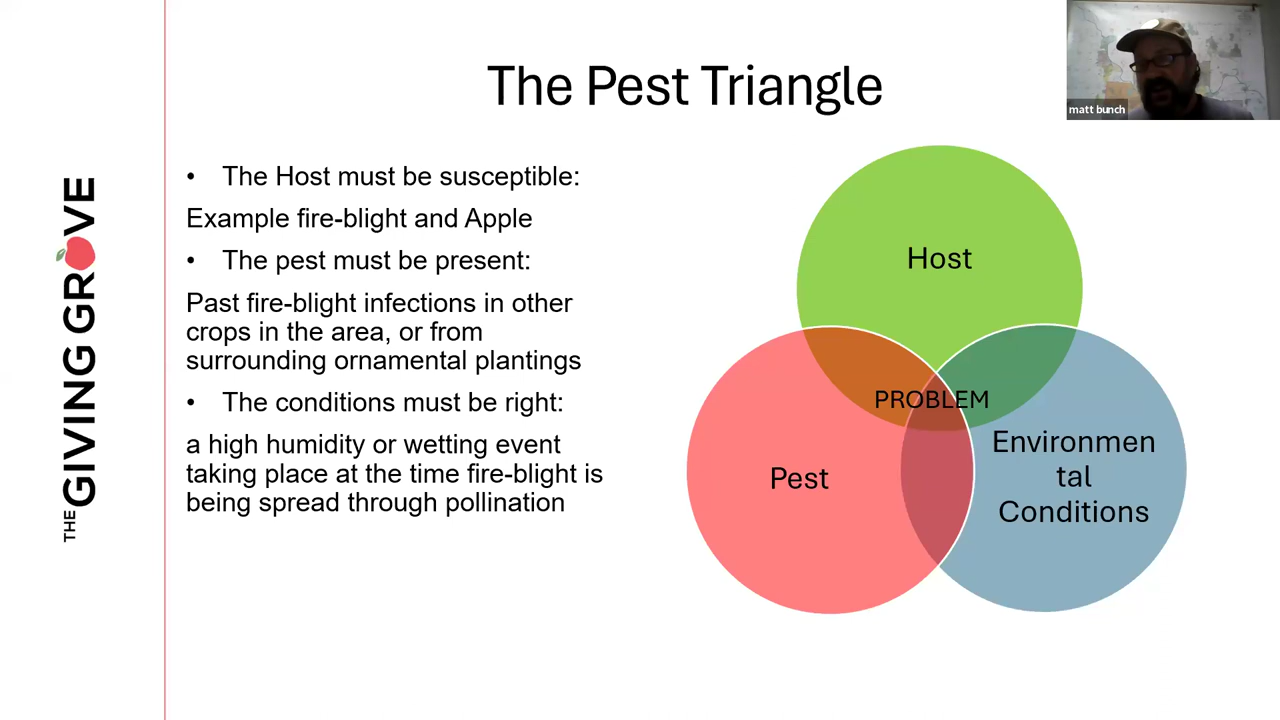 The Pest Triangle
matt bunch
THE GIVING GROVE
• The Host must be susceptible:
Example fire-blight and Apple
• The pest must be present:
Past fire-blight infections in other
crops in the area, or from
surrounding ornamental plantings
• The conditions must be right:
a high humidity or wetting event
taking place at the time fire-blight is
being spread through pollination
Host
PROBLEM
Pest
Environmen
tal
Conditions